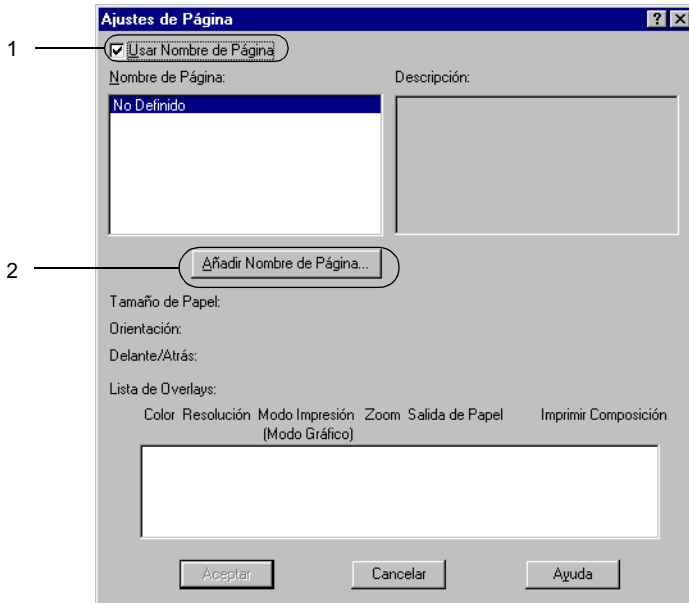 Ajustes de Página
1
Usar Nombre de Página
Nombre de Página:
Descripción:
No Definido
2
Añadir Nombre de Página...
Tamaño de Papel:
Orientación:
Delante/Atrás:
Lista de Overlays:
Color Resolución Modo Impresión Zoom Salida de Papel Imprimir Composición
(Modo Gráfico)
Aceptar Cancelar Ayuda